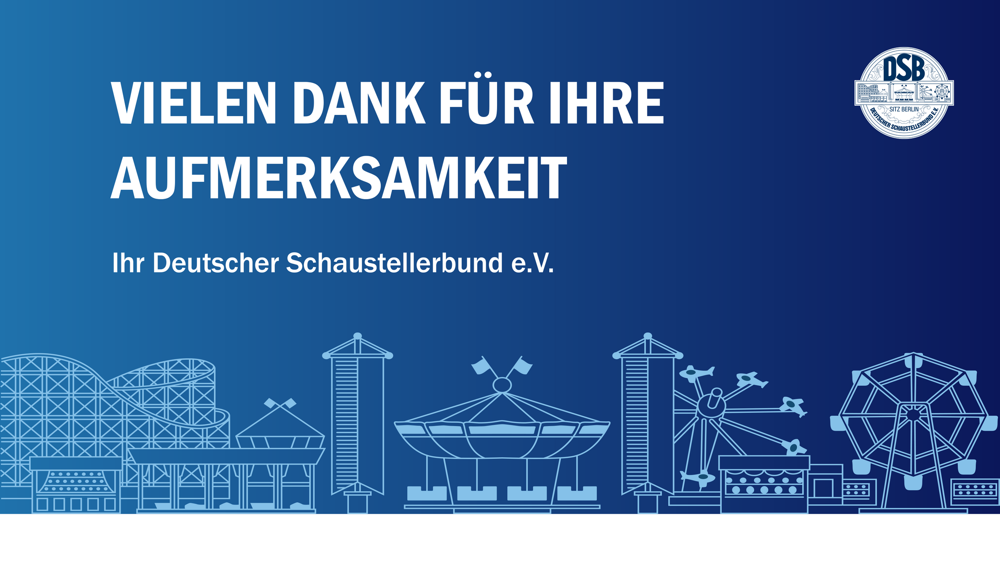 VIELEN DANK FÜR IHRE
AUFMERKSAMKEIT
Ihr Deutscher Schaustellerbund e.V.
DSB
SITZ BERLIN
DEUTSCHER SCHAUSTELLERBUND E.V.